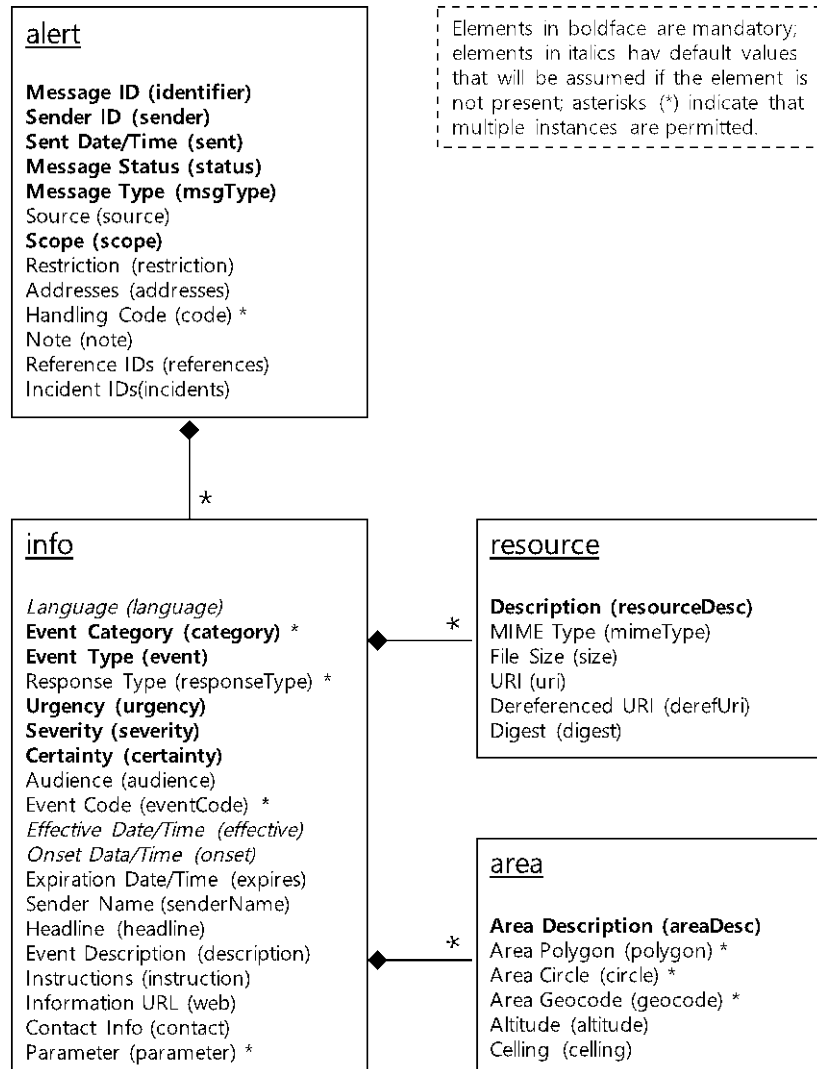 alert
Message ID (identifier)
Sender ID (sender)
Sent Date/Time (sent)
Message Status (status)
Message Type (msgType)
Source (source)
Scope (scope)
Restriction (restriction)
Addresses (addresses)
Handling Code (code) *
Note (note)
Reference IDs (references)
Incident IDs(incidents)
Elements in boldface are mandatory;
elements in italics hav default values
that will be assumed if the element is
not present; asterisks (*) indicate that
multiple instances are permitted.
*
info
Language (language)
Event Category (category) *
Event Type (event)
Response Type (responseType) *
Urgency (urgency)
Severity (severity)
Certainty (certainty)
Audience (audience)
Event Code (eventCode) *
Effective Date/Time (effective)
Onset Data/Time (onset)
Expiration Date/Time (expires)
Sender Name (senderName)
Headline (headline)
Event Description (description)
Instructions (instruction)
Information URL (web)
Contact Info (contact)
Parameter (parameter) *
*
resource
Description (resourceDesc)
MIME Type (mimeType)
File Size (size)
URI (uri)
Dereferenced URI (derefUri)
Digest (digest)
*
area
Area Description (areaDesc)
Area Polygon (polygon) *
Area Circle (circle) *
Area Geocode (geocode) *
Altitude (altitude)
Celling (celling)